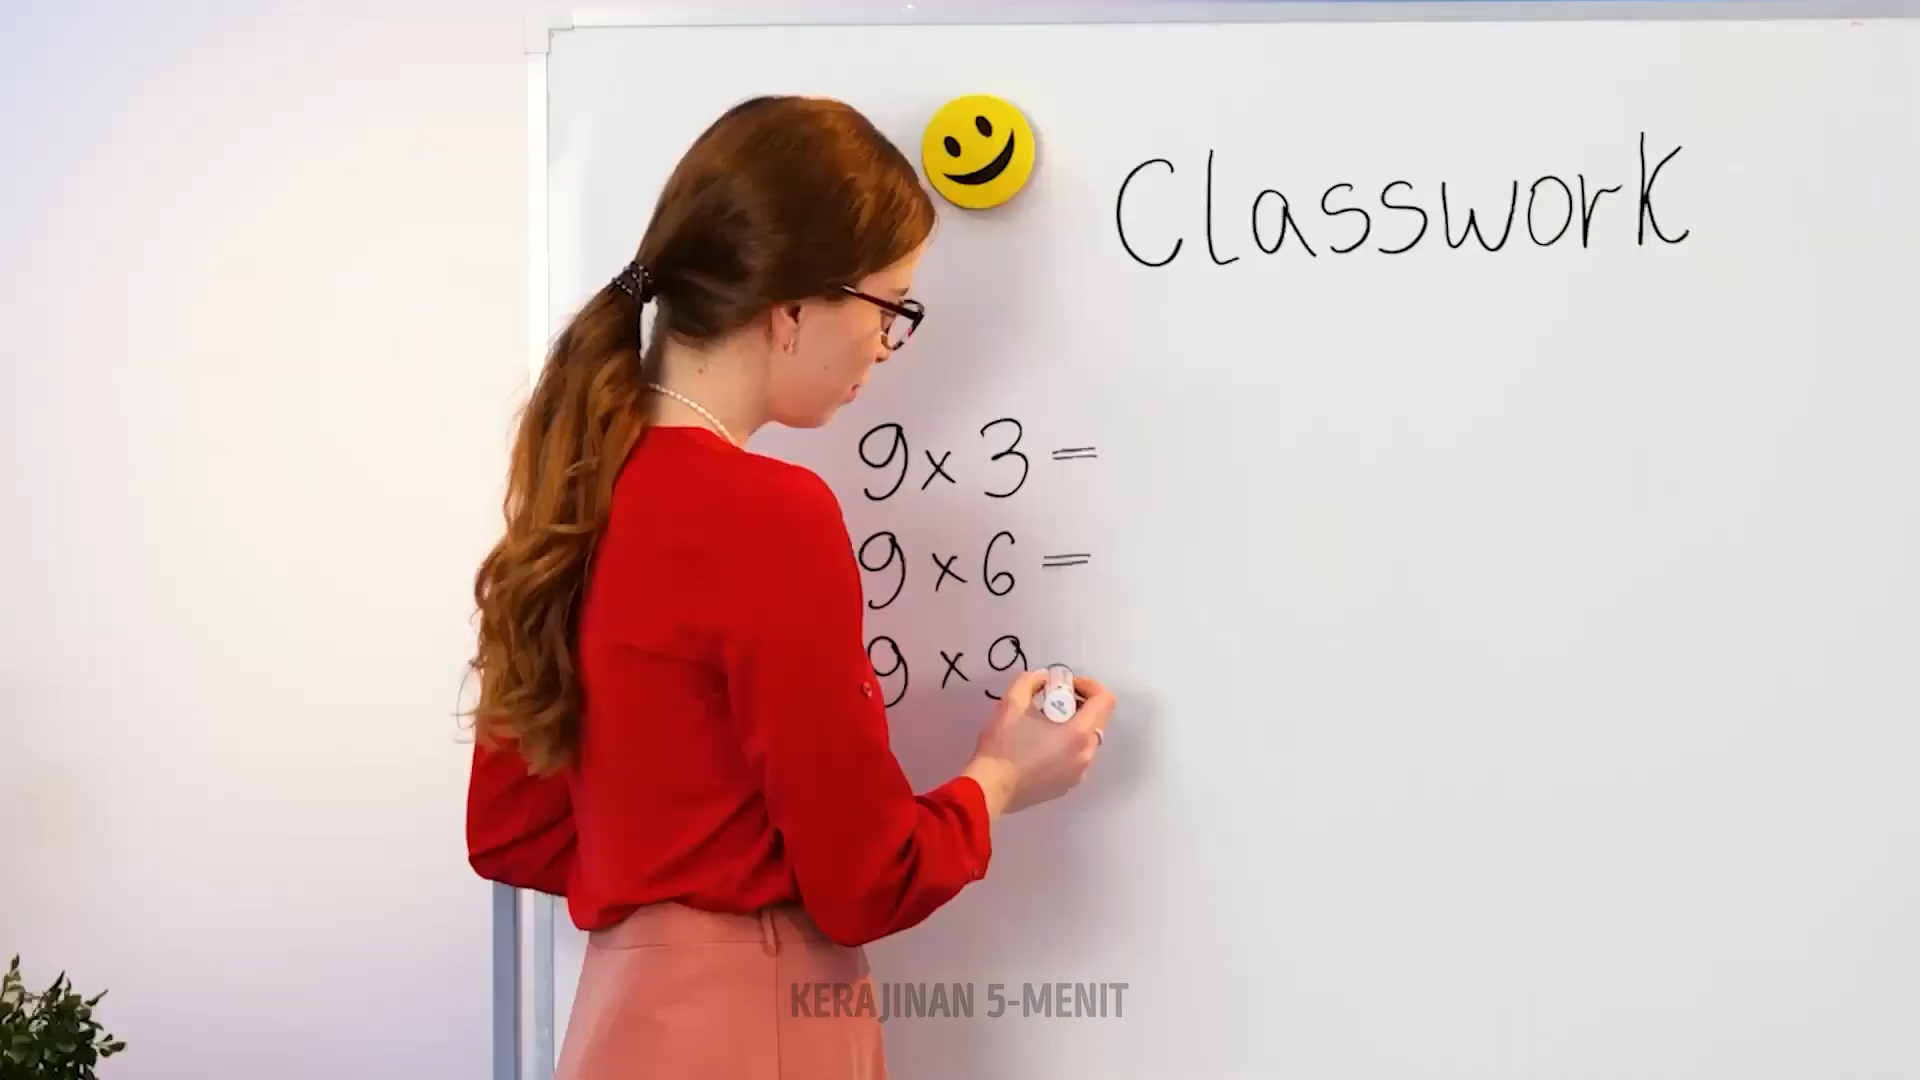 Classwork
9 x 3 =
9 x 6 =
9 x 9
KERAJINAN 5-MENIT